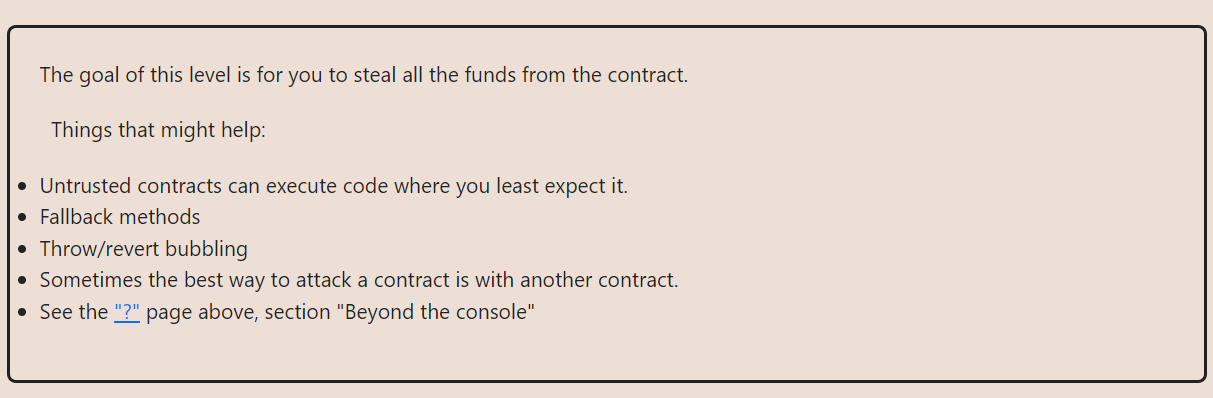 The goal of this level is for you to steal all the funds from the contract.
Things that might help:
Untrusted contracts can execute code where you least expect it.
Fallback methods
Throw/revert bubbling
Sometimes the best way to attack a contract is with another contract.
See the "?" page above, section "Beyond the console"